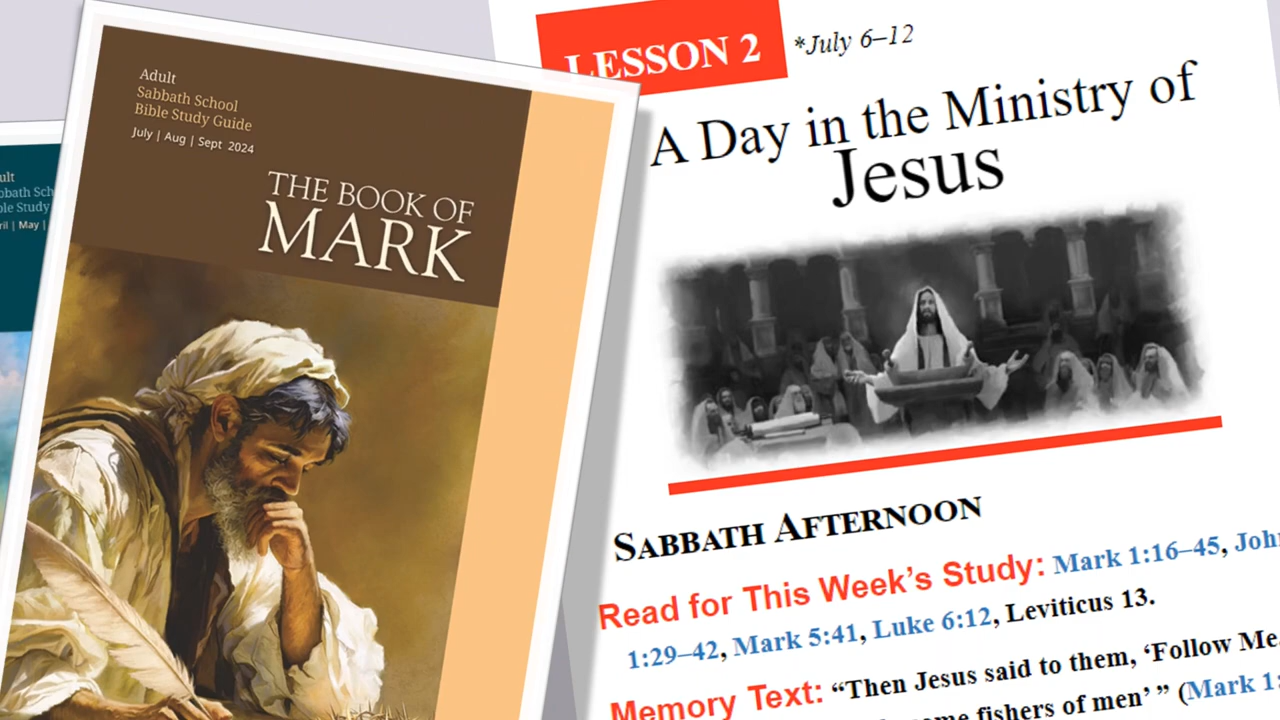 Adult
Sabbath School
Bible Study Guide
July | Aug | Sept 2024
THE BOOK OF
MARK
May |
LESSON 2
*July 6–12
A Day in the Ministry of
Jesus
SABBATH AFTERNOON
Read for This Week’s Study: Mark 1:16–45, John
1:29–42, Mark 5:41, Luke 6:12, Leviticus 13.
Memory Text: “Then Jesus said to them, ‘Follow Me
fishers of men’ ” (Mark 1: